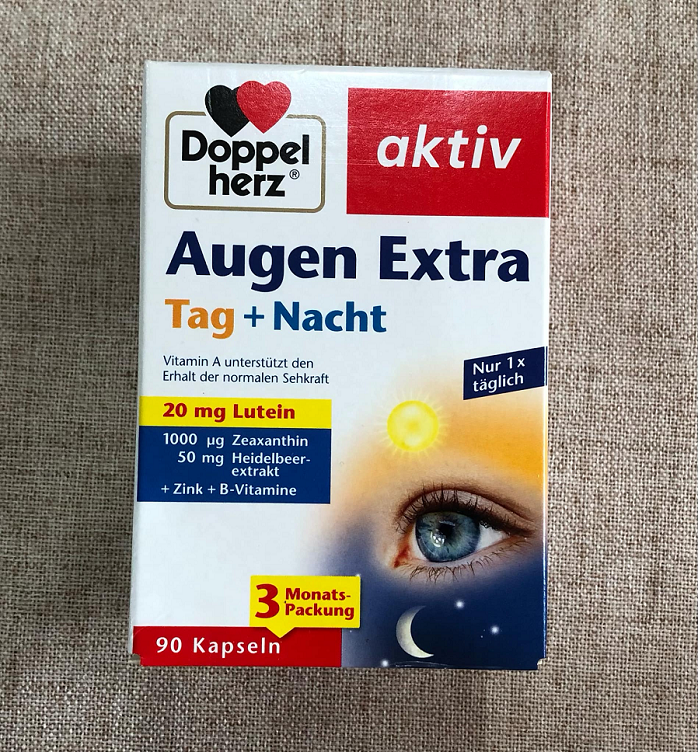 Doppel
herz®
aktiv
Augen Extra
Tag + Nacht
Vitamin A unterstützt den
Erhalt der normalen Sehkraft
Nur 1x
täglich
20 mg Lutein
1000 µg Zeaxanthin
50 mg Heidelbeer-
extrakt
+ Zink + B-Vitamine
3 Monats-
Packung
90 Kapseln